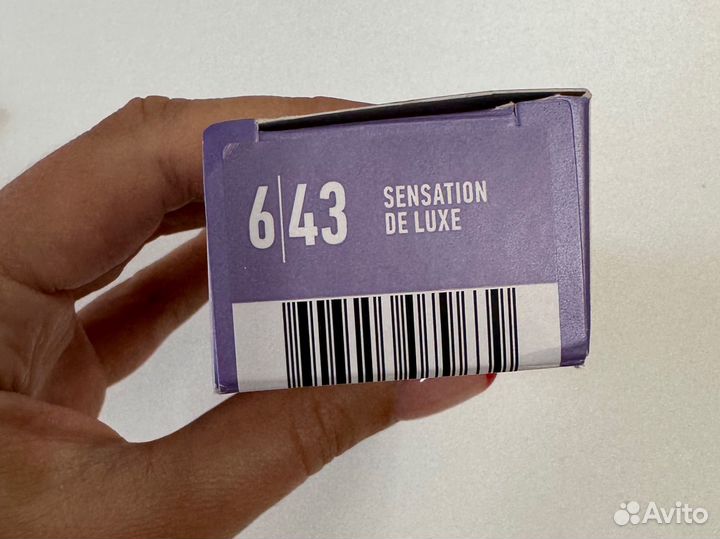 6|43
SENSATION
DE LUXE
Avito